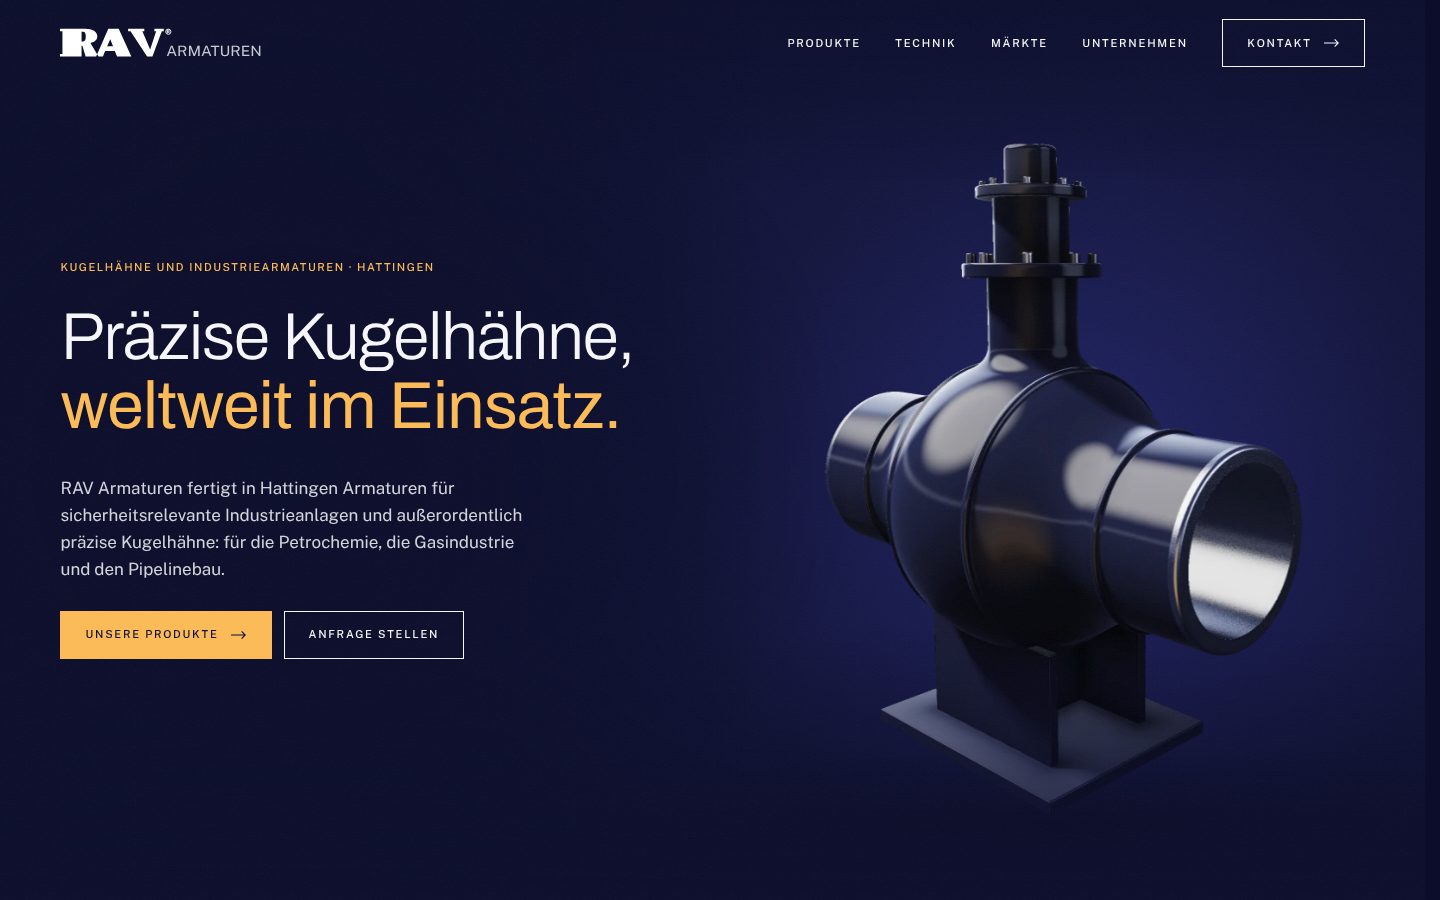 RAV® ARMATUREN
PRODUKTE
TECHNIK
MÄRKTE
UNTERNEHMEN
KONTAKT
KUGELHÄHNE UND INDUSTRIEARMATUREN · HATTINGEN
Präzise Kugelhähne,
weltweit im Einsatz.
RAV Armaturen fertigt in Hattingen Armaturen für
sicherheitsrelevante Industrieanlagen und außerordentlich
präzise Kugelhähne: für die Petrochemie, die Gasindustrie
und den Pipelinebau.
UNSERE PRODUKTE
ANFRAGE STELLEN